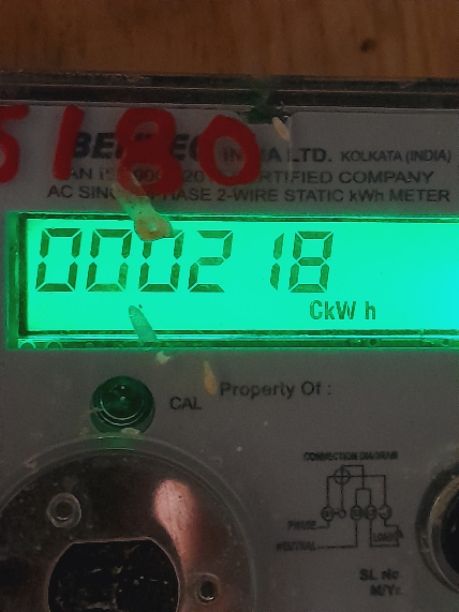 5180
LTD. KOLKATA (INDIA)
CERTIFIED COMPANY
AC SINGLE PHASE 2-WIRE STATIC kWh METER
000218
CkW h
CAL
Property Of :
CONNECTION DIAGRAM
PHASE
NEUTRAL
LOAD
SL No.
M/Yr.